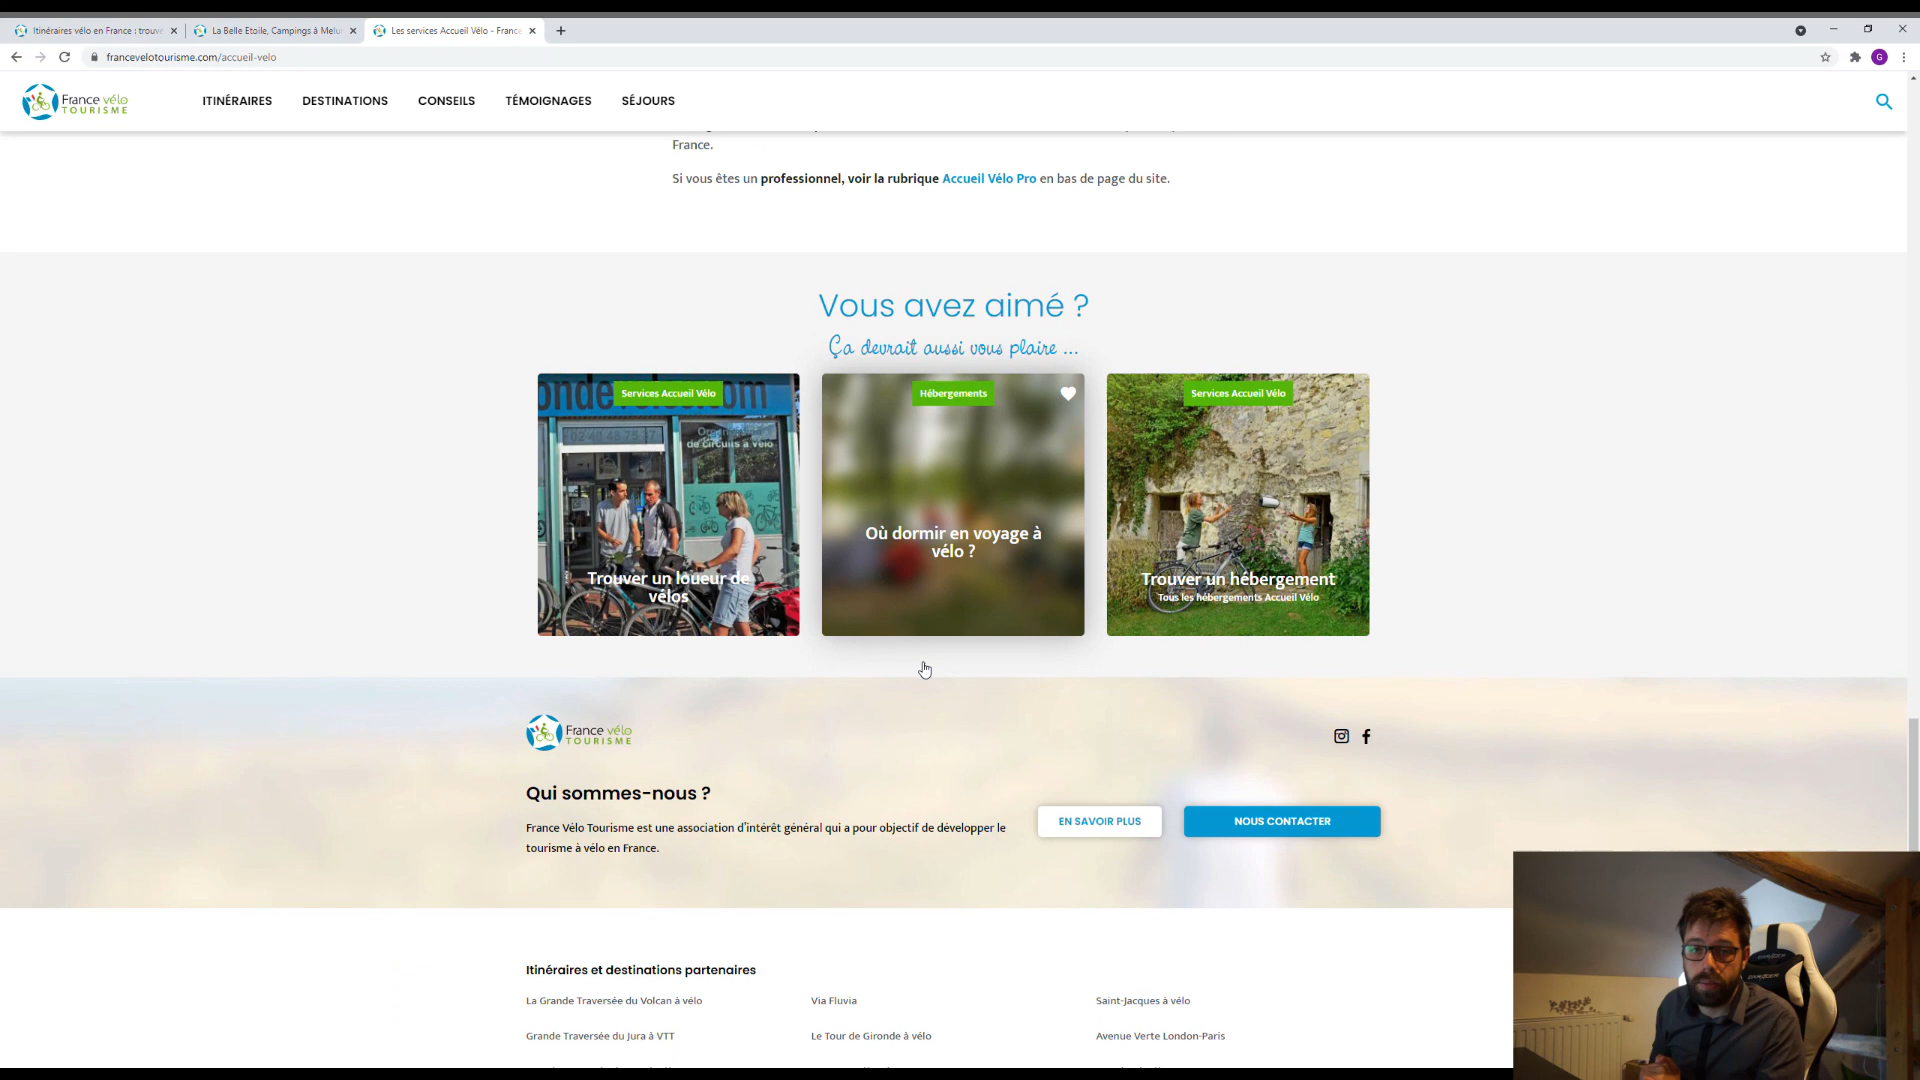 Itinéraires vélo en France : trouve
La Belle Etoile, Campings à Melu
Les services Accueil Vélo - France
francevelotourisme.com/accueil-velo
G
France vélo
TOURISME
ITINÉRAIRES
DESTINATIONS
CONSEILS
TÉMOIGNAGES
SÉJOURS
France.
Si vous êtes un professionnel, voir la rubrique Accueil Vélo Pro en bas de page du site.
Vous avez aimé ?
Ça devrait aussi vous plaire ...
Services Accueil Vélo
Trouver un loueur de
vélos
Hébergements
Où dormir en voyage à
vélo ?
Services Accueil Vélo
Trouver un hébergement
Tous les hébergements Accueil Vélo
France vélo
TOURISME
Qui sommes-nous ?
France Vélo Tourisme est une association d'intérêt général qui a pour objectif de développer le
tourisme à vélo en France.
EN SAVOIR PLUS
NOUS CONTACTER
Itinéraires et destinations partenaires
La Grande Traversée du Volcan à vélo
Via Fluvia
Saint-Jacques à vélo
Grande Traversée du Jura à VTT
Le Tour de Gironde à vélo
Avenue Verte London-Paris